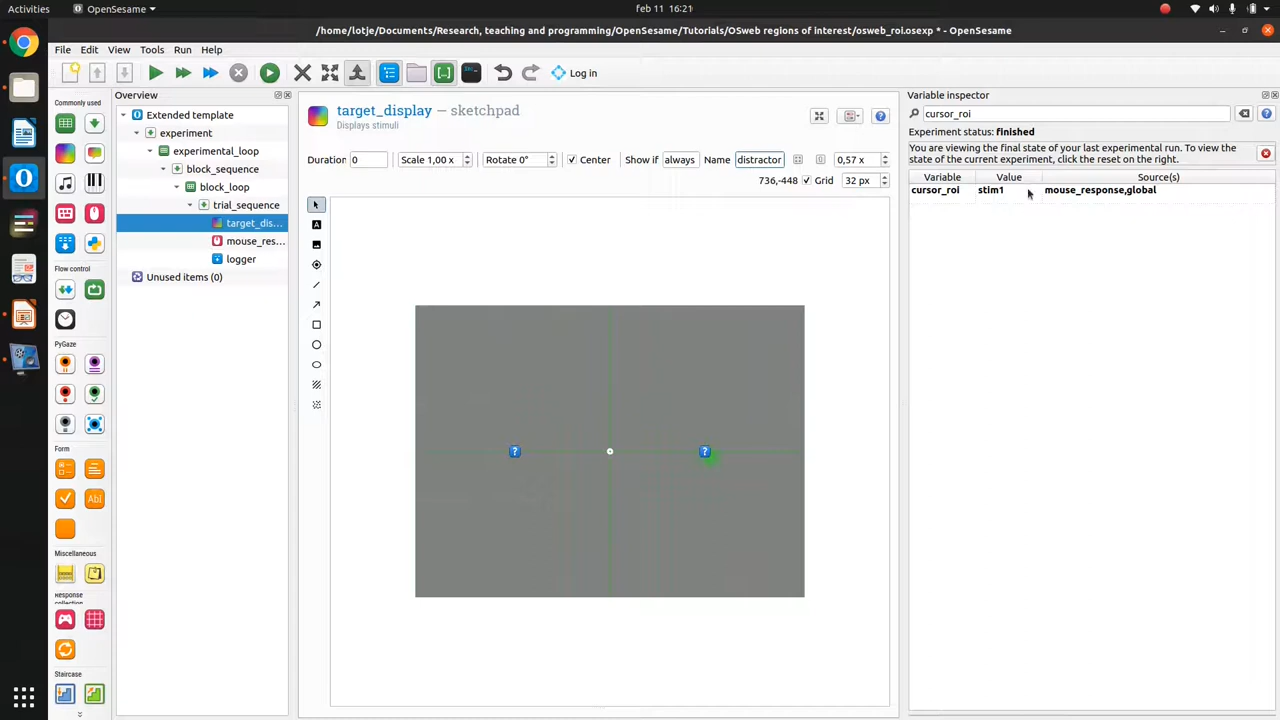 Activities
OpenSesame
feb 11 16:21
/home/lotje/Documents/Research, teaching and programming/OpenSesame/Tutorials/OSweb regions of interest/osweb_roi.osexp * - OpenSesame
File Edit View Tools Run Help
Log in
Commonly used
Flow control
PyGaze
Form
Abl
Miscellaneous
Response
collection
Staircase
Overview
Extended template
experiment
experimental_loop
block_sequence
block_loop
trial_sequence
target_dis...
mouse_res...
logger
Unused items (0)
target_display — sketchpad
Displays stimuli
Duration 0 Scale 1,00 x Rotate 0° Center Show if always Name distractor 0,57 x
736,-448 Grid 32 px
Variable inspector
cursor_roi
Experiment status: finished
You are viewing the final state of your last experimental run. To view the
state of the current experiment, click the reset on the right.
Variable Value Source(s)
cursor_roi stim1 mouse_response,global